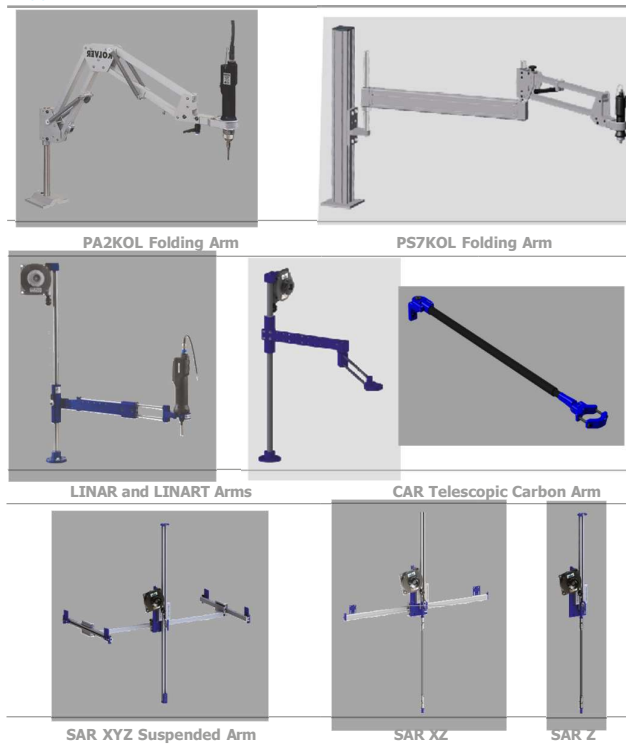 KOLVER
PA2KOL Folding Arm
PS7KOL Folding Arm
LINAR and LINART Arms
CAR Telescopic Carbon Arm
SAR XYZ Suspended Arm
SAR XZ
SAR Z